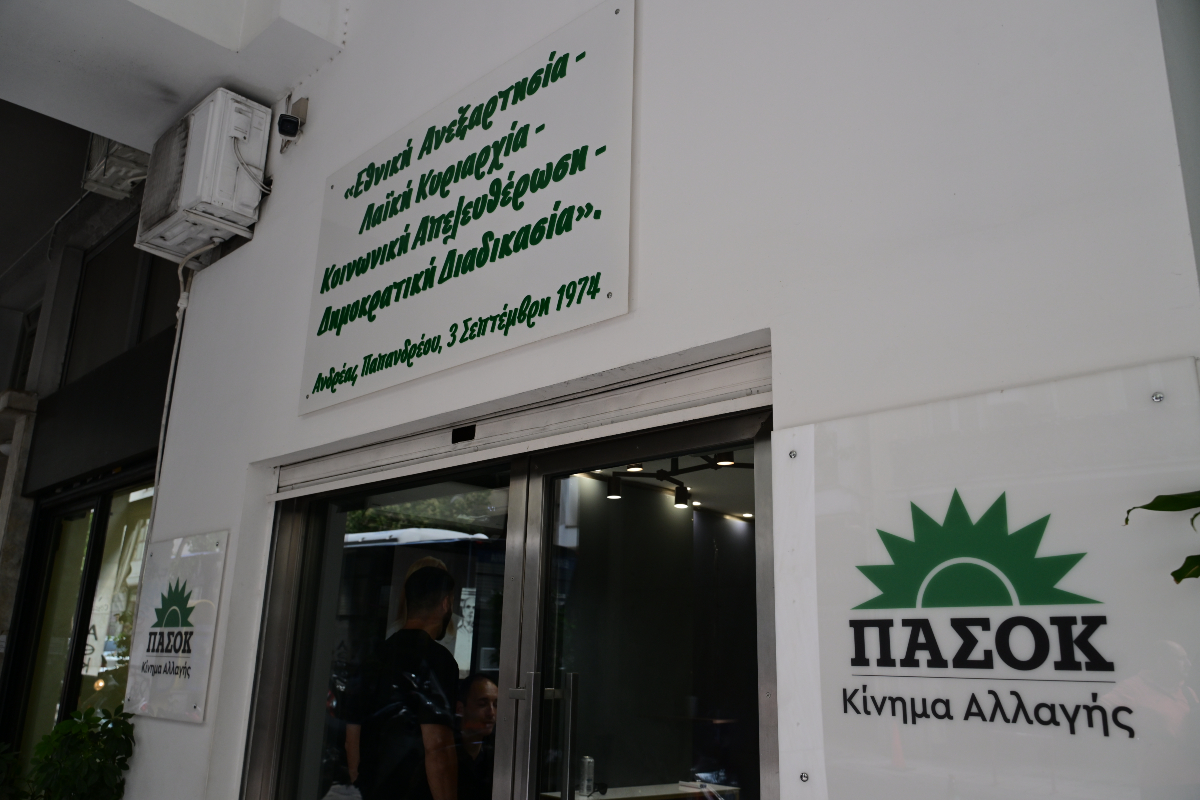 «Εθνική Ανεξαρτησία -
Λαϊκή Κυριαρχία -
Κοινωνική Απελευθέρωση -
Δημοκρατική Διαδικασία».
Ανδρέας Παπανδρέου, 3 Σεπτέμβρη 1974
ΠΑΣΟΚ
Κίνημα Αλλαγής
ΠΑΣΟΚ
Κίνημα Αλλαγής